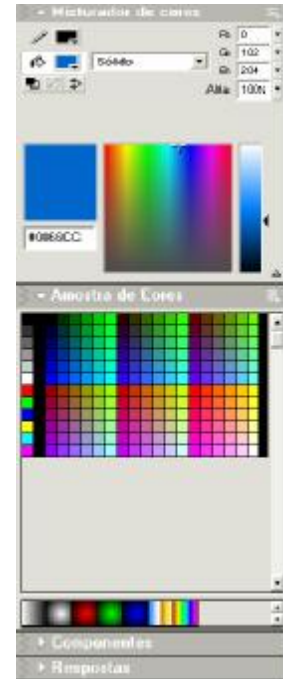 Misturador de cores
R: 0
G: 102
Sólido
B: 204
Alfa: 100%
#0066CC
Amostra de Cores
Componentes
Respostas